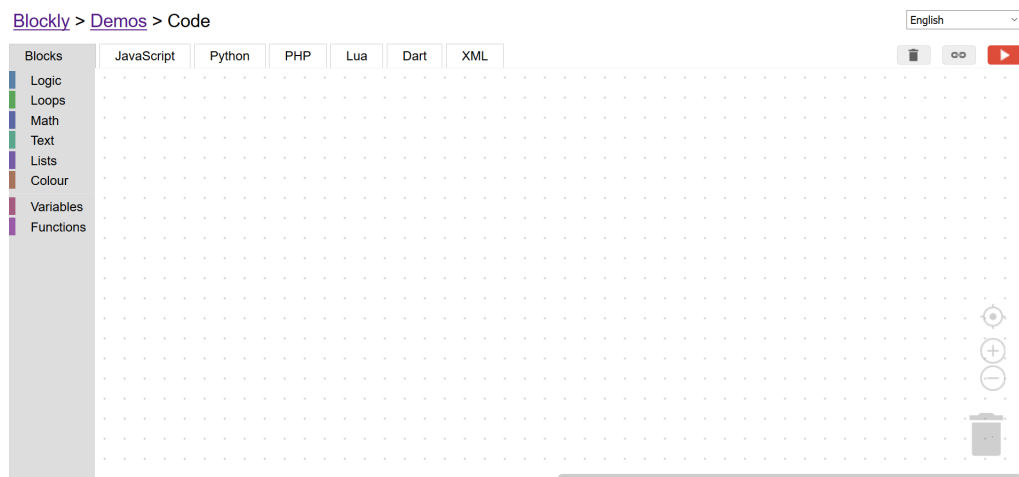 Blockly > Demos > Code
English
Blocks JavaScript Python PHP Lua Dart XML
Logic
Loops
Math
Text
Lists
Colour
Variables
Functions